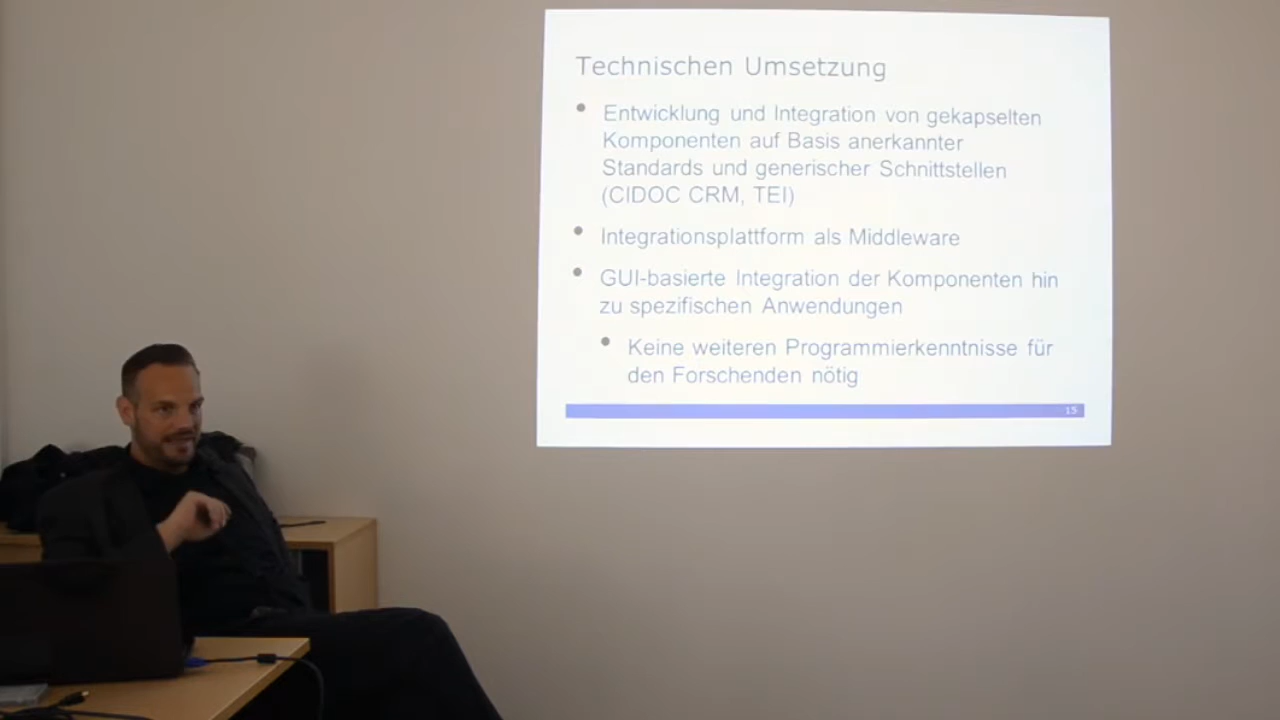 Technischen Umsetzung
Entwicklung und Integration von gekapselten
Komponenten auf Basis anerkannter
Standards und generischer Schnittstellen
(CIDOC CRM, TEI)
Integrationsplattform als Middleware
GUI-basierte Integration der Komponenten hin
zu spezifischen Anwendungen
Keine weiteren Programmierkenntnisse für
den Forschenden nötig
15